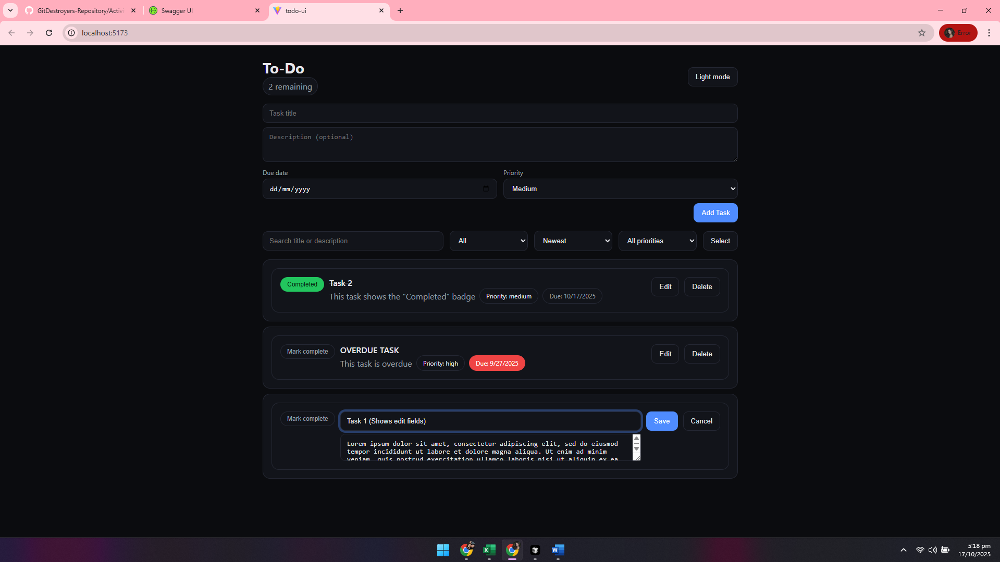 GitDestroyers-Repository/Activi
Swagger UI
todo-ui
localhost:5173
Error
To-Do
2 remaining
Light mode
Task title
Description (optional)
Due date
Priority
dd/mm/yyyy
Medium
Add Task
Search title or description
All
Newest
All priorities
Select
Completed
Task 2
This task shows the "Completed" badge
Priority: medium
Due: 10/17/2025
Edit
Delete
Mark complete
OVERDUE TASK
This task is overdue
Priority: high
Due: 9/27/2025
Edit
Delete
Mark complete
Task 1 (Shows edit fields)
Save
Cancel
Lorem ipsum dolor sit amet, consectetur adipiscing elit, sed do eiusmod
tempor incididunt ut labore et dolore magna aliqua. Ut enim ad minim
veniam, quis nostrud exercitation ullamco laboris nisi ut aliquip ex ea
5:18 pm
17/10/2025